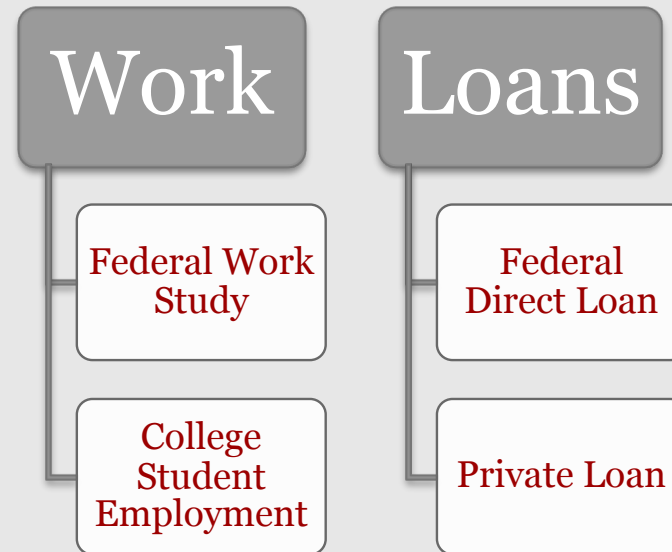 Work
Federal Work
Study
College
Student
Employment
Loans
Federal
Direct Loan
Private Loan